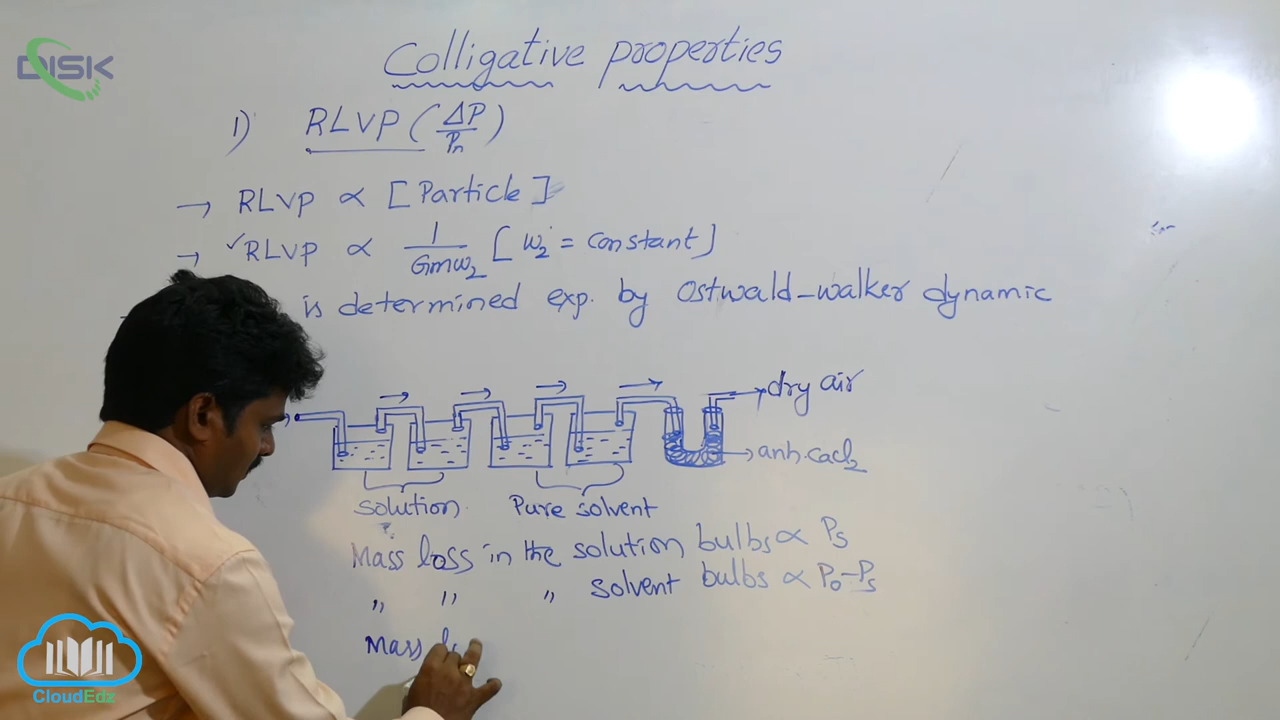 DISK
Colligative properties
1) RLVP (ΔP/Pn)
→ RLVP ∝ [Particle]
→ ✓RLVP ∝ 1/Gmw₂ [w₂ = constant]
is determined exp. by Ostwald-walker dynamic
dry air
anh.cacl₂
solution Pure solvent
Mass loss in the solution bulbs ∝ Ps
,, ,, ,, solvent bulbs ∝ Po-Ps
Mass
CloudEdz